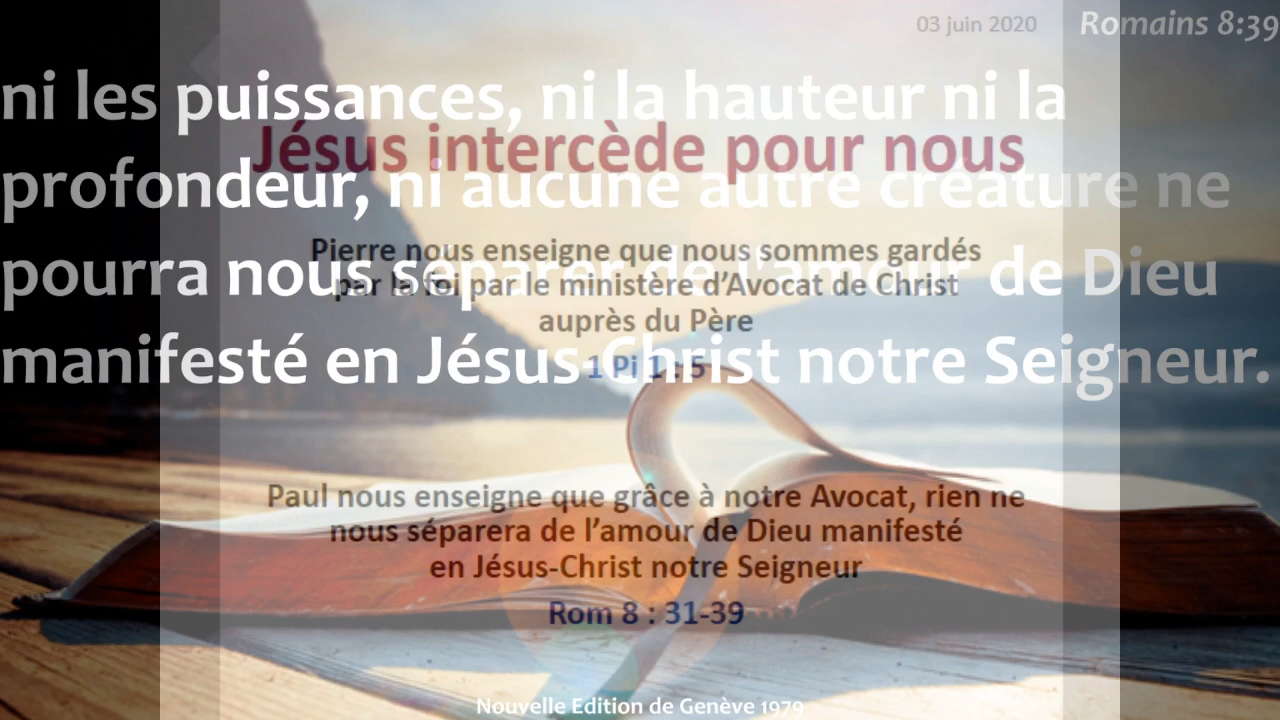 03 juin 2020
Romains 8:39
ni les puissances, ni la hauteur ni la
profondeur, ni aucune autre créature ne
pourra nous séparer de l'amour de Dieu
manifesté en Jésus-Christ notre Seigneur.
Jésus intercède pour nous
Pierre nous enseigne que nous sommes gardés
par la foi par le ministère d'Avocat de Christ
auprès du Père
1 Pi 1 : 5
Paul nous enseigne que grâce à notre Avocat, rien ne
nous séparera de l'amour de Dieu manifesté
en Jésus-Christ notre Seigneur
Rom 8 : 31-39
Nouvelle Edition de Genève 1979